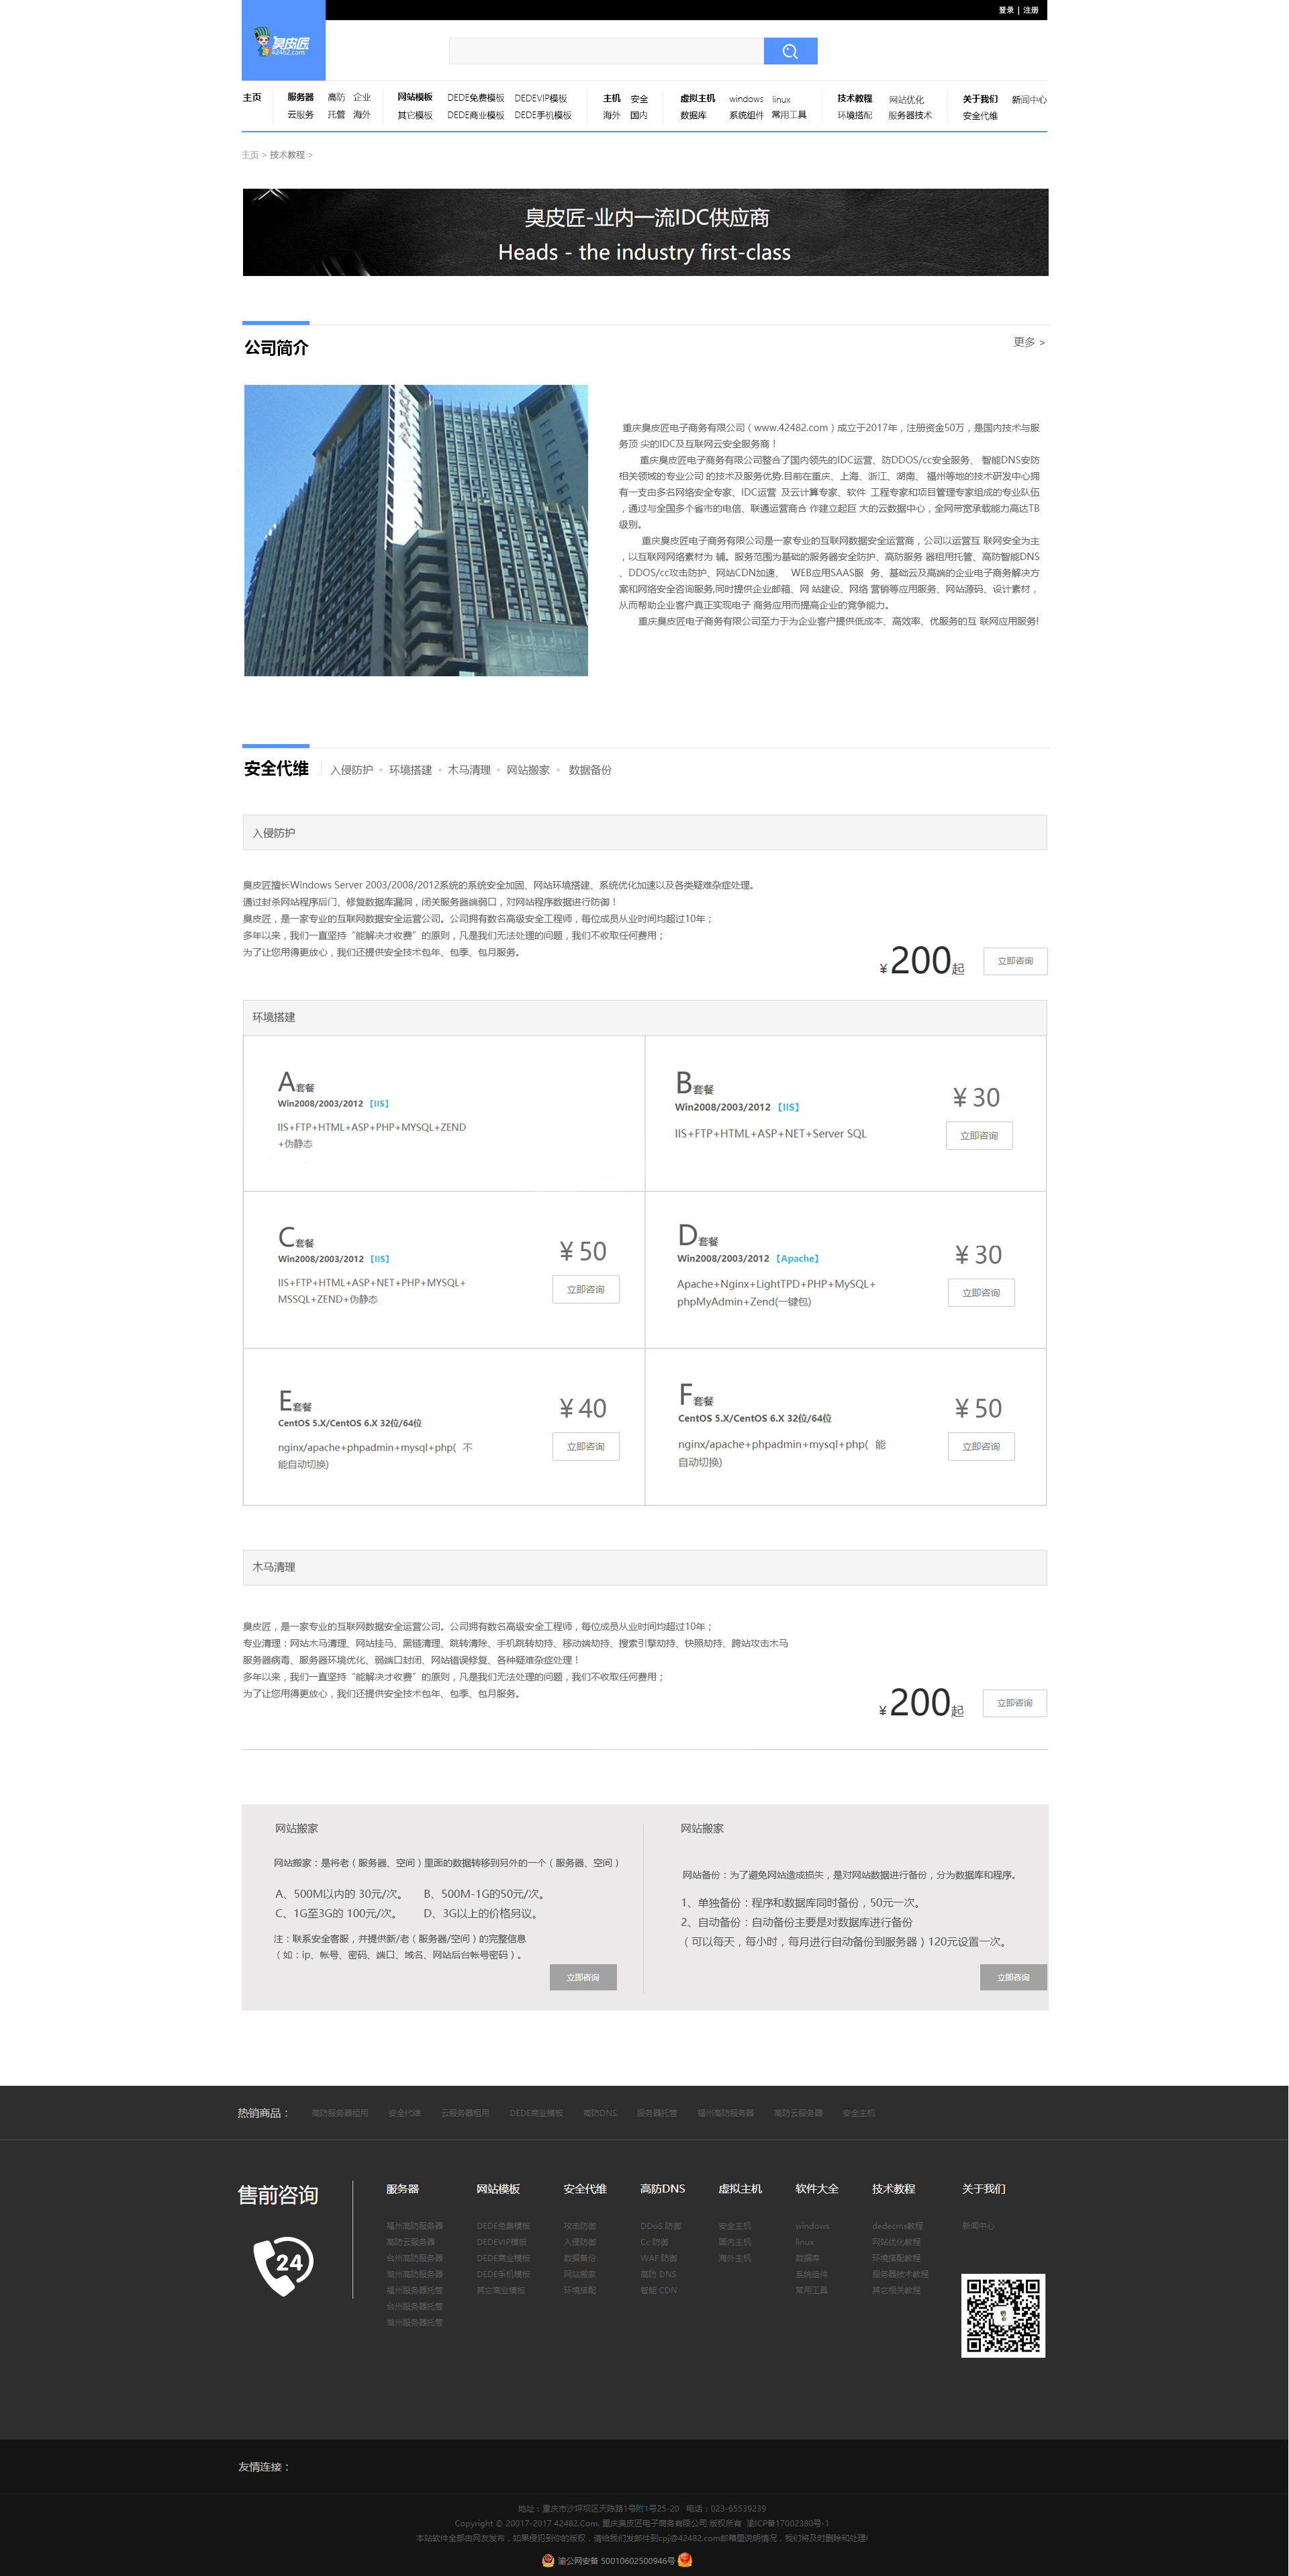 登录 | 注册
臭皮匠
42482.com
主页
服务器 高防 企业
云服务 托管 海外
网站模板 DEDE免费模板 DEDEVIP模板
其它模板 DEDE商业模板 DEDE手机模板
主机 安全
海外 国内
虚拟主机 windows linux
数据库 系统组件 常用工具
技术教程 网站优化
环境搭配 服务器技术
关于我们 新闻中心
安全代维
主页 > 技术教程 >
臭皮匠-业内一流IDC供应商
Heads - the industry first-class
公司简介
更多 >
重庆臭皮匠电子商务有限公司（www.42482.com）成立于2017年，注册资金50万，是国内技术与服
务顶 尖的IDC及互联网云安全服务商！
重庆臭皮匠电子商务有限公司整合了国内领先的IDC运营、防DDOS/cc安全服务、 智能DNS安防
相关领域的专业公司 的技术及服务优势.目前在重庆、上海、浙江、湖南、 福州等地的技术研发中心拥
有一支由多名网络安全专家、IDC运营 及云计算专家、软件 工程专家和项目管理专家组成的专业队伍
，通过与全国多个省市的电信、联通运营商合 作建立起巨 大的云数据中心，全网带宽承载能力高达TB
级别。
重庆臭皮匠电子商务有限公司是一家专业的互联网数据安全运营商，公司以运营互 联网安全为主
，以互联网网络素材为 辅。服务范围为基础的服务器安全防护、高防服务 器租用托管、高防智能DNS
、DDOS/cc攻击防护、网站CDN加速、 WEB应用SAAS服 务、基础云及高端的企业电子商务解决方
案和网络安全咨询服务,同时提供企业邮箱、网 站建设、网络 营销等应用服务、网站源码、设计素材，
从而帮助企业客户真正实现电子 商务应用而提高企业的竞争能力。
重庆臭皮匠电子商务有限公司至力于为企业客户提供低成本、高效率、优服务的互 联网应用服务!
安全代维 入侵防护 环境搭建 木马清理 网站搬家 数据备份
入侵防护
臭皮匠擅长Windows Server 2003/2008/2012系统的系统安全加固、网站环境搭建、系统优化加速以及各类疑难杂症处理。
通过封杀网站程序后门、修复数据库漏洞，闭关服务器端弱口，对网站程序数据进行防御！
臭皮匠，是一家专业的互联网数据安全运营公司。公司拥有数名高级安全工程师，每位成员从业时间均超过10年；
多年以来，我们一直坚持“能解决才收费”的原则，凡是我们无法处理的问题，我们不收取任何费用；
为了让您用得更放心，我们还提供安全技术包年、包季、包月服务。
¥200起 立即咨询
环境搭建
A套餐
Win2008/2003/2012 【IIS】
IIS+FTP+HTML+ASP+PHP+MYSQL+ZEND
+伪静态
B套餐
Win2008/2003/2012 【IIS】
IIS+FTP+HTML+ASP+NET+Server SQL
¥30
立即咨询
C套餐
Win2008/2003/2012 【IIS】
IIS+FTP+HTML+ASP+NET+PHP+MYSQL+
MSSQL+ZEND+伪静态
¥50
立即咨询
D套餐
Win2008/2003/2012 【Apache】
Apache+Nginx+LightTPD+PHP+MySQL+
phpMyAdmin+Zend(一键包)
¥30
立即咨询
E套餐
CentOS 5.X/CentOS 6.X 32位/64位
nginx/apache+phpadmin+mysql+php( 不
能自动切换)
¥40
立即咨询
F套餐
CentOS 5.X/CentOS 6.X 32位/64位
nginx/apache+phpadmin+mysql+php( 能
自动切换)
¥50
立即咨询
木马清理
臭皮匠，是一家专业的互联网数据安全运营公司。公司拥有数名高级安全工程师，每位成员从业时间均超过10年；
专业清理：网站木马清理、网站挂马、黑链清理、跳转清除、手机跳转劫持、移动端劫持、搜索引擎劫持、快照劫持、跨站攻击木马
服务器病毒、服务器环境优化、弱端口封闭、网站错误修复、各种疑难杂症处理！
多年以来，我们一直坚持“能解决才收费”的原则，凡是我们无法处理的问题，我们不收取任何费用；
为了让您用得更放心，我们还提供安全技术包年、包季、包月服务。
¥200起 立即咨询
网站搬家
网站搬家：是将老（服务器、空间）里面的数据转移到另外的一个（服务器、空间）
A、500M以内的 30元/次。 B、500M-1G的50元/次。
C、1G至3G的 100元/次。 D、3G以上的价格另议。
注：联系安全客服，并提供新/老（服务器/空间）的完整信息
（如：ip、帐号、密码、端口、域名、网站后台帐号密码）。
立即咨询
网站搬家
网站备份：为了避免网站造成损失，是对网站数据进行备份，分为数据库和程序。
1、单独备份：程序和数据库同时备份，50元一次。
2、自动备份：自动备份主要是对数据库进行备份
（可以每天，每小时，每月进行自动备份到服务器）120元设置一次。
立即咨询
热销商品： 高防服务器租用 安全代维 云服务器租用 DEDE商业模板 高防DNS 服务器托管 福州高防服务器 高防云服务器 安全主机
售前咨询
24
服务器
福州高防服务器
高防云服务器
台州高防服务器
湖州高防服务器
福州服务器托管
台州服务器托管
湖州服务器托管
网站模板
DEDE免费模板
DEDEVIP模板
DEDE商业模板
DEDE手机模板
其它商业模板
安全代维
攻击防御
入侵防御
数据备份
网站搬家
环境搭配
高防DNS
DDoS 防御
Cc 防御
WAF 防御
高防 DNS
智能 CDN
虚拟主机
安全主机
国内主机
海外主机
软件大全
windows
linux
数据库
系统组件
常用工具
技术教程
dedecms教程
网站优化教程
环境搭配教程
服务器技术教程
其它相关教程
关于我们
新闻中心
友情连接：
地址：重庆市沙坪坝区天陈路1号附1号25-20 电话：023-65539239
Copyright © 20017-2017 42482.Com. 重庆臭皮匠电子商务有限公司 版权所有 渝ICP备17002380号-1
本站软件全部由网友发布，如果侵犯到你的版权，请给我们发邮件到cpj@42482.com邮箱里说明情况，我们将及时删除和处理!
渝公网安备 50010602500946号